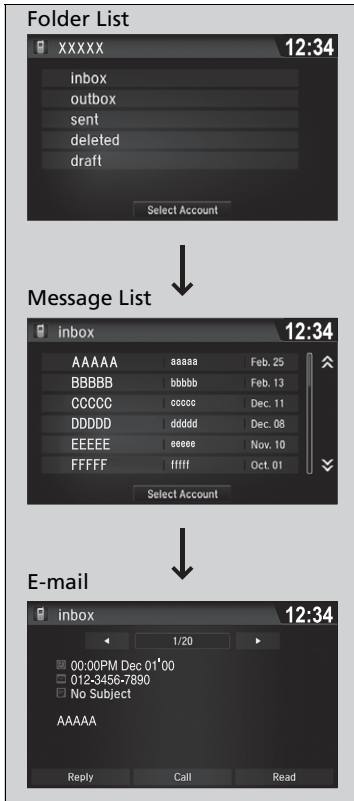 Folder List
XXXXX 12:34
inbox
outbox
sent
deleted
draft
Select Account
Message List
inbox 12:34
AAAAA aaaaa Feb. 25
BBBBB bbbbb Feb. 13
CCCCC ccccc Dec. 11
DDDDD ddddd Dec. 08
EEEEE eeeee Nov. 10
FFFFF fffff Oct. 01
Select Account
E-mail
inbox 12:34
1/20
00:00PM Dec 01'00
012-3456-7890
No Subject
AAAAA
Reply Call Read